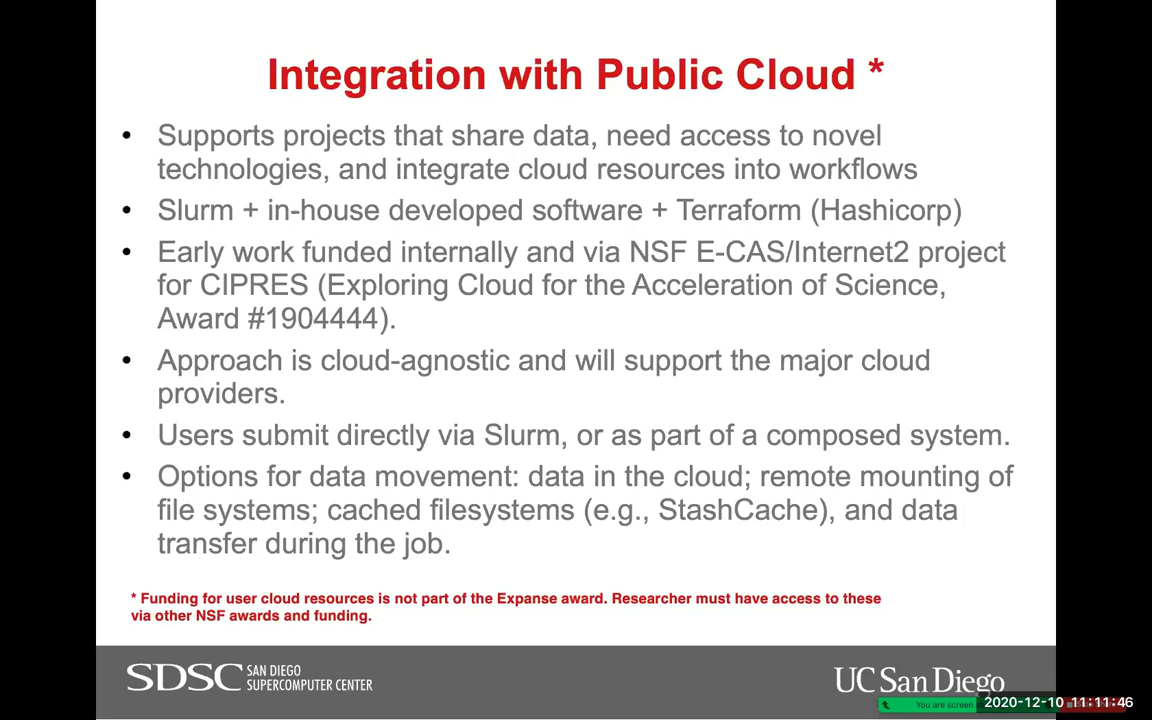 Integration with Public Cloud *
• Supports projects that share data, need access to novel
technologies, and integrate cloud resources into workflows
• Slurm + in-house developed software + Terraform (Hashicorp)
• Early work funded internally and via NSF E-CAS/Internet2 project
for CIPRES (Exploring Cloud for the Acceleration of Science,
Award #1904444).
• Approach is cloud-agnostic and will support the major cloud
providers.
• Users submit directly via Slurm, or as part of a composed system.
• Options for data movement: data in the cloud; remote mounting of
file systems; cached filesystems (e.g., StashCache), and data
transfer during the job.
* Funding for user cloud resources is not part of the Expanse award. Researcher must have access to these
via other NSF awards and funding.
SDSC SAN DIEGO
SUPERCOMPUTER CENTER
UC San Diego
You are screen
2020-12-10 11:11:46